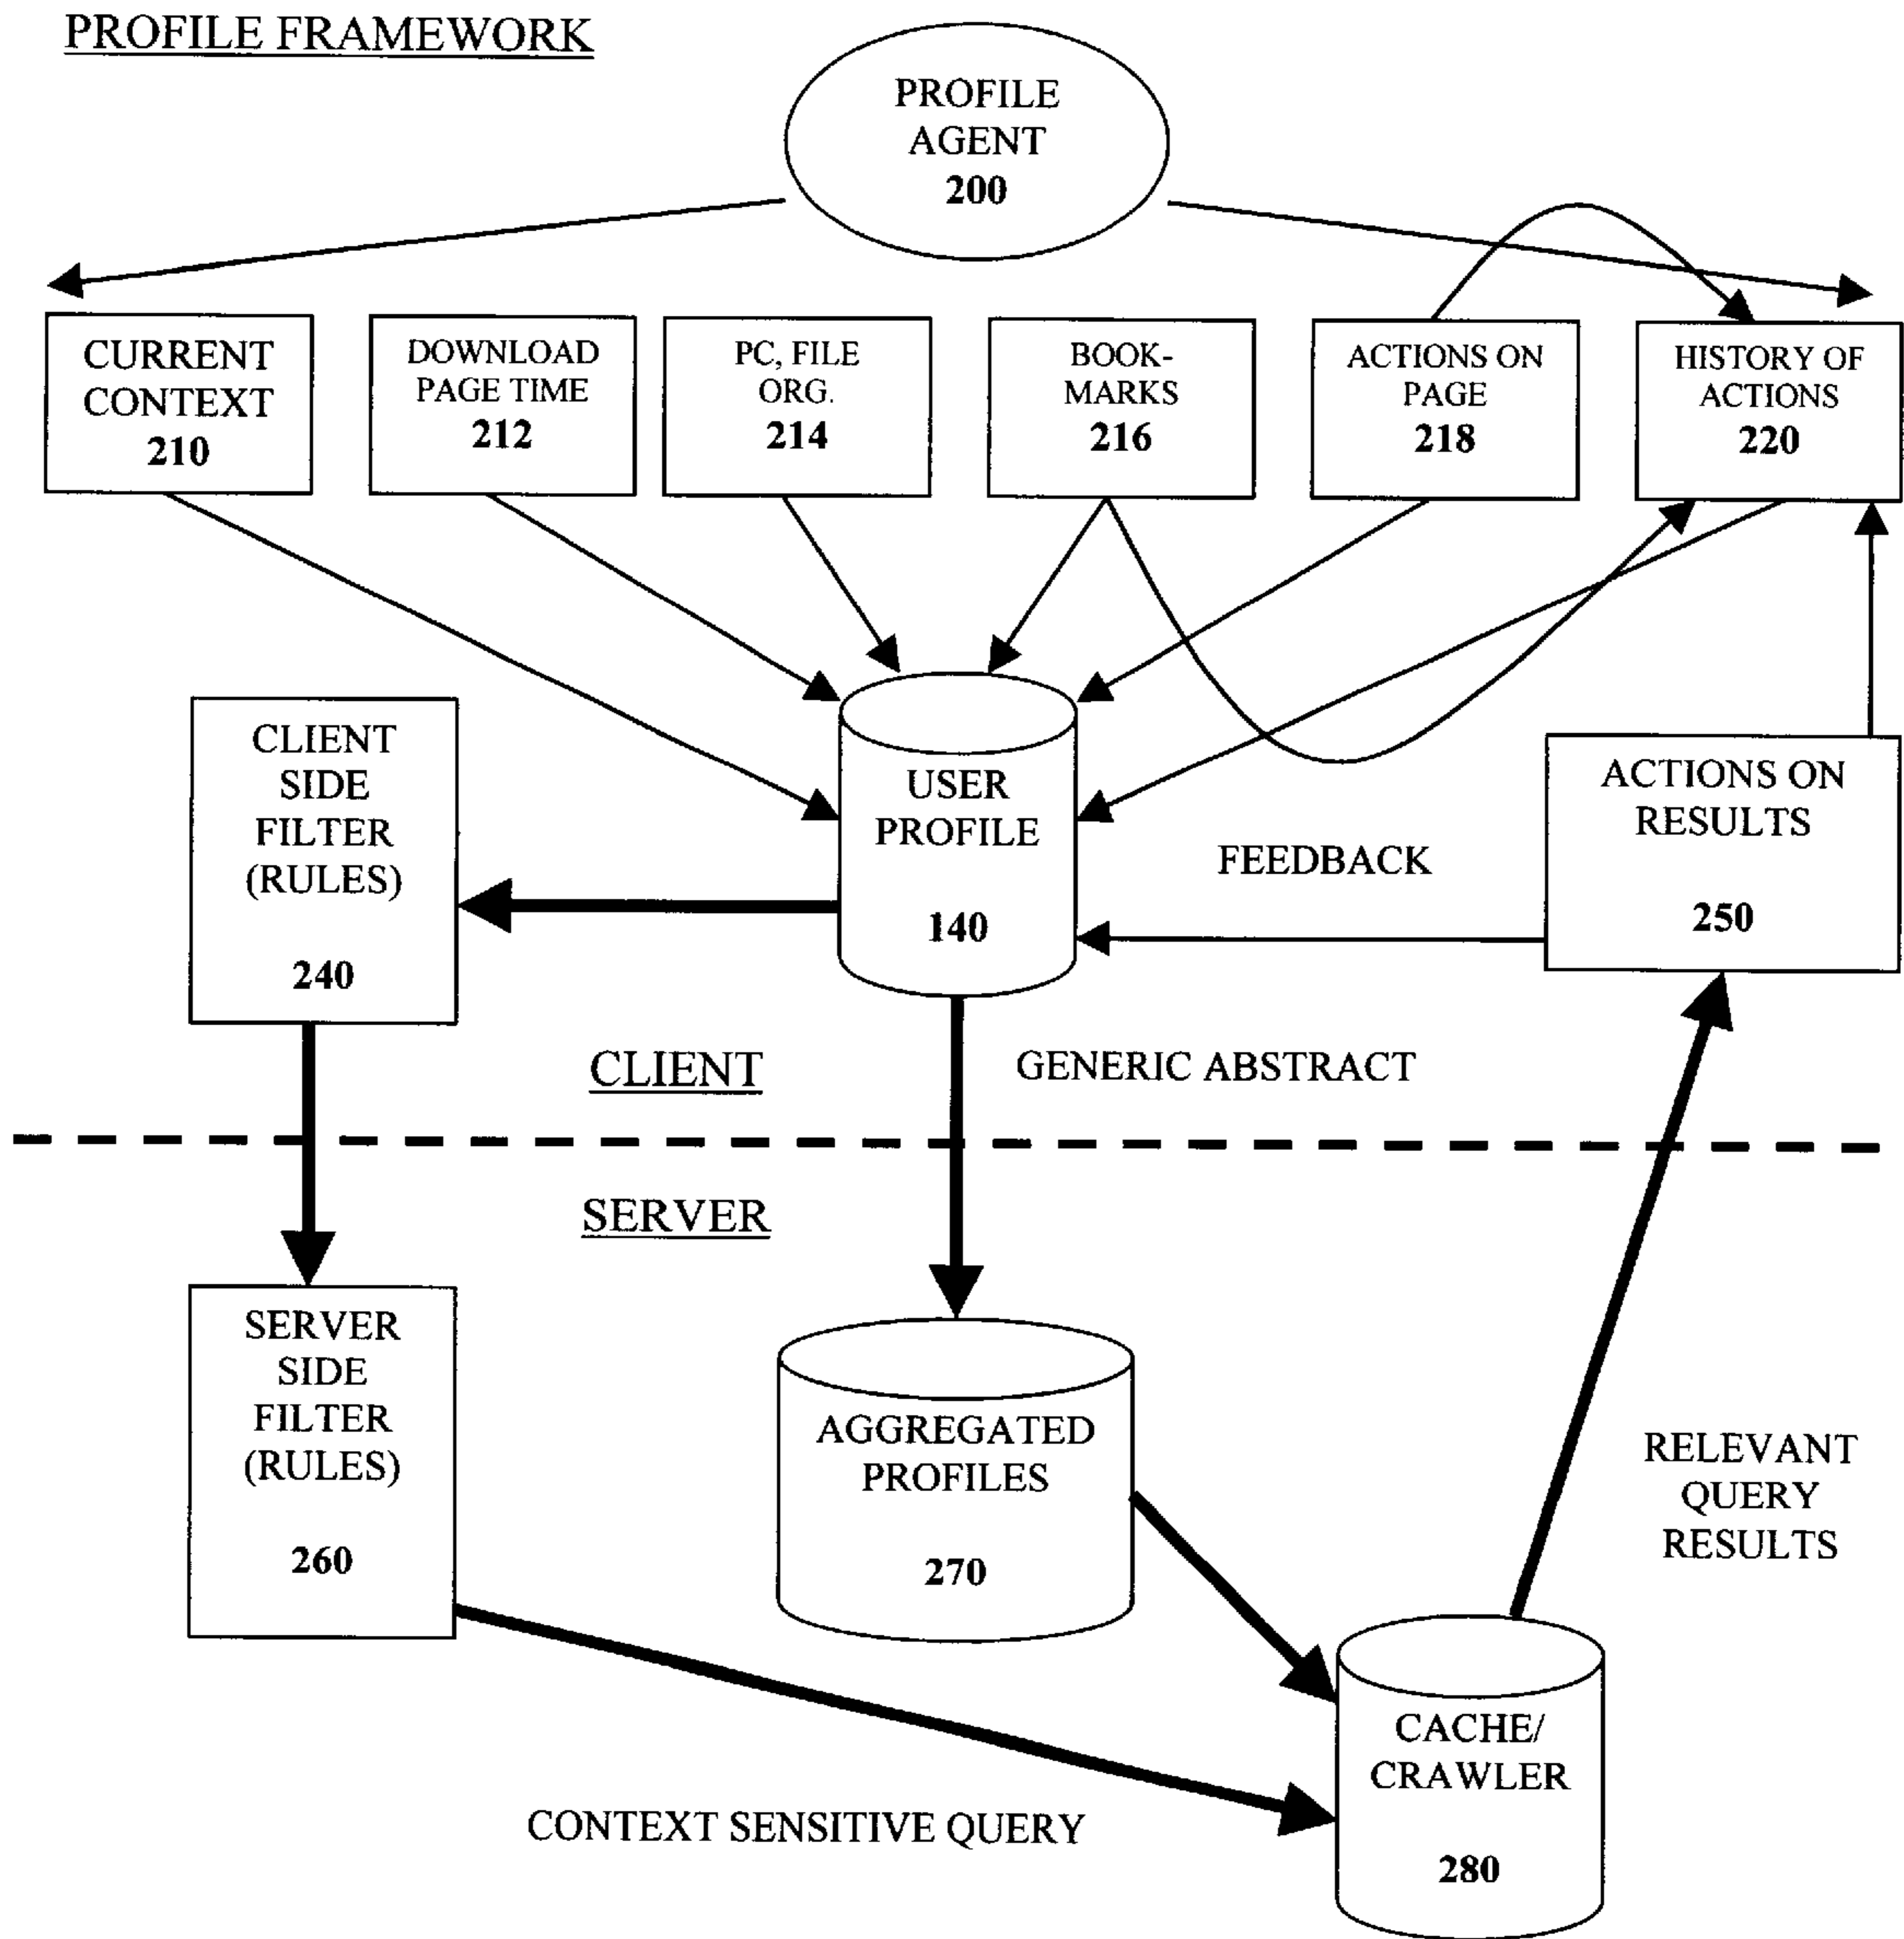 PROFILE FRAMEWORK
PROFILE
AGENT
200
CURRENT
CONTEXT
210
DOWNLOAD
PAGE TIME
212
PC, FILE
ORG.
214
BOOK-
MARKS
216
ACTIONS ON
PAGE
218
HISTORY OF
ACTIONS
220
CLIENT
SIDE
FILTER
(RULES)
240
USER
PROFILE
140
FEEDBACK
ACTIONS ON
RESULTS
250
CLIENT
GENERIC ABSTRACT
SERVER
SERVER
SIDE
FILTER
(RULES)
260
AGGREGATED
PROFILES
270
RELEVANT
QUERY
RESULTS
CACHE/
CRAWLER
280
CONTEXT SENSITIVE QUERY